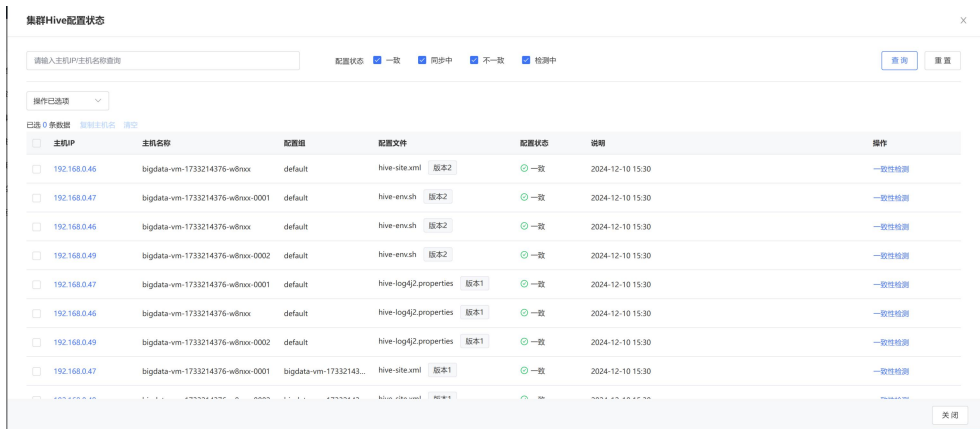 集群Hive配置状态
请输入主机IP/主机名称查询 配置状态 一致 同步中 不一致 检测中 查询 重置
操作已选项
已选 0 条数据 复制主机名 清空
主机IP 主机名称 配置组 配置文件 配置状态 说明 操作
192.168.0.46 bigdata-vm-1733214376-w8nxx default hive-site.xml 版本2 一致 2024-12-10 15:30 一致性检测
192.168.0.47 bigdata-vm-1733214376-w8nxx-0001 default hive-env.sh 版本2 一致 2024-12-10 15:30 一致性检测
192.168.0.46 bigdata-vm-1733214376-w8nxx default hive-env.sh 版本2 一致 2024-12-10 15:30 一致性检测
192.168.0.49 bigdata-vm-1733214376-w8nxx-0002 default hive-env.sh 版本2 一致 2024-12-10 15:30 一致性检测
192.168.0.47 bigdata-vm-1733214376-w8nxx-0001 default hive-log4j2.properties 版本1 一致 2024-12-10 15:30 一致性检测
192.168.0.46 bigdata-vm-1733214376-w8nxx default hive-log4j2.properties 版本1 一致 2024-12-10 15:30 一致性检测
192.168.0.49 bigdata-vm-1733214376-w8nxx-0002 default hive-log4j2.properties 版本1 一致 2024-12-10 15:30 一致性检测
192.168.0.47 bigdata-vm-1733214376-w8nxx-0001 bigdata-vm-17332143... hive-site.xml 版本1 一致 2024-12-10 15:30 一致性检测
关闭